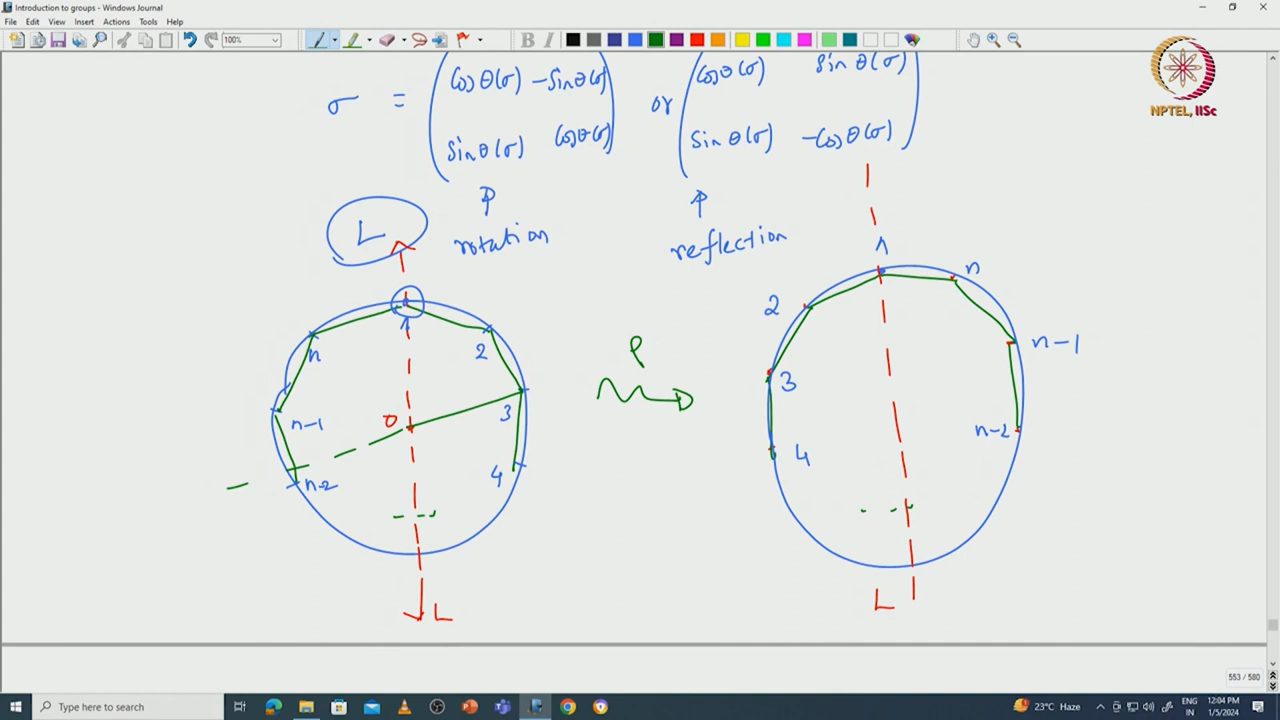 Introduction to groups - Windows Journal
File Edit View Insert Actions Tools Help
100%
B I
NPTEL, IISc
σ = ( cos θ(σ) -sin θ(σ) or ( cos θ(σ) sin θ(σ) )
sin θ(σ) cos θ(σ) ) sin θ(σ) -cos θ(σ)
L rotation reflection
1 2 3 4 n-2 n-1 n O L
ρ
1 n n-1 n-2 4 3 2 L
553 / 580
Type here to search
23°C Haze
ENG
IN
12:04 PM
1/5/2024